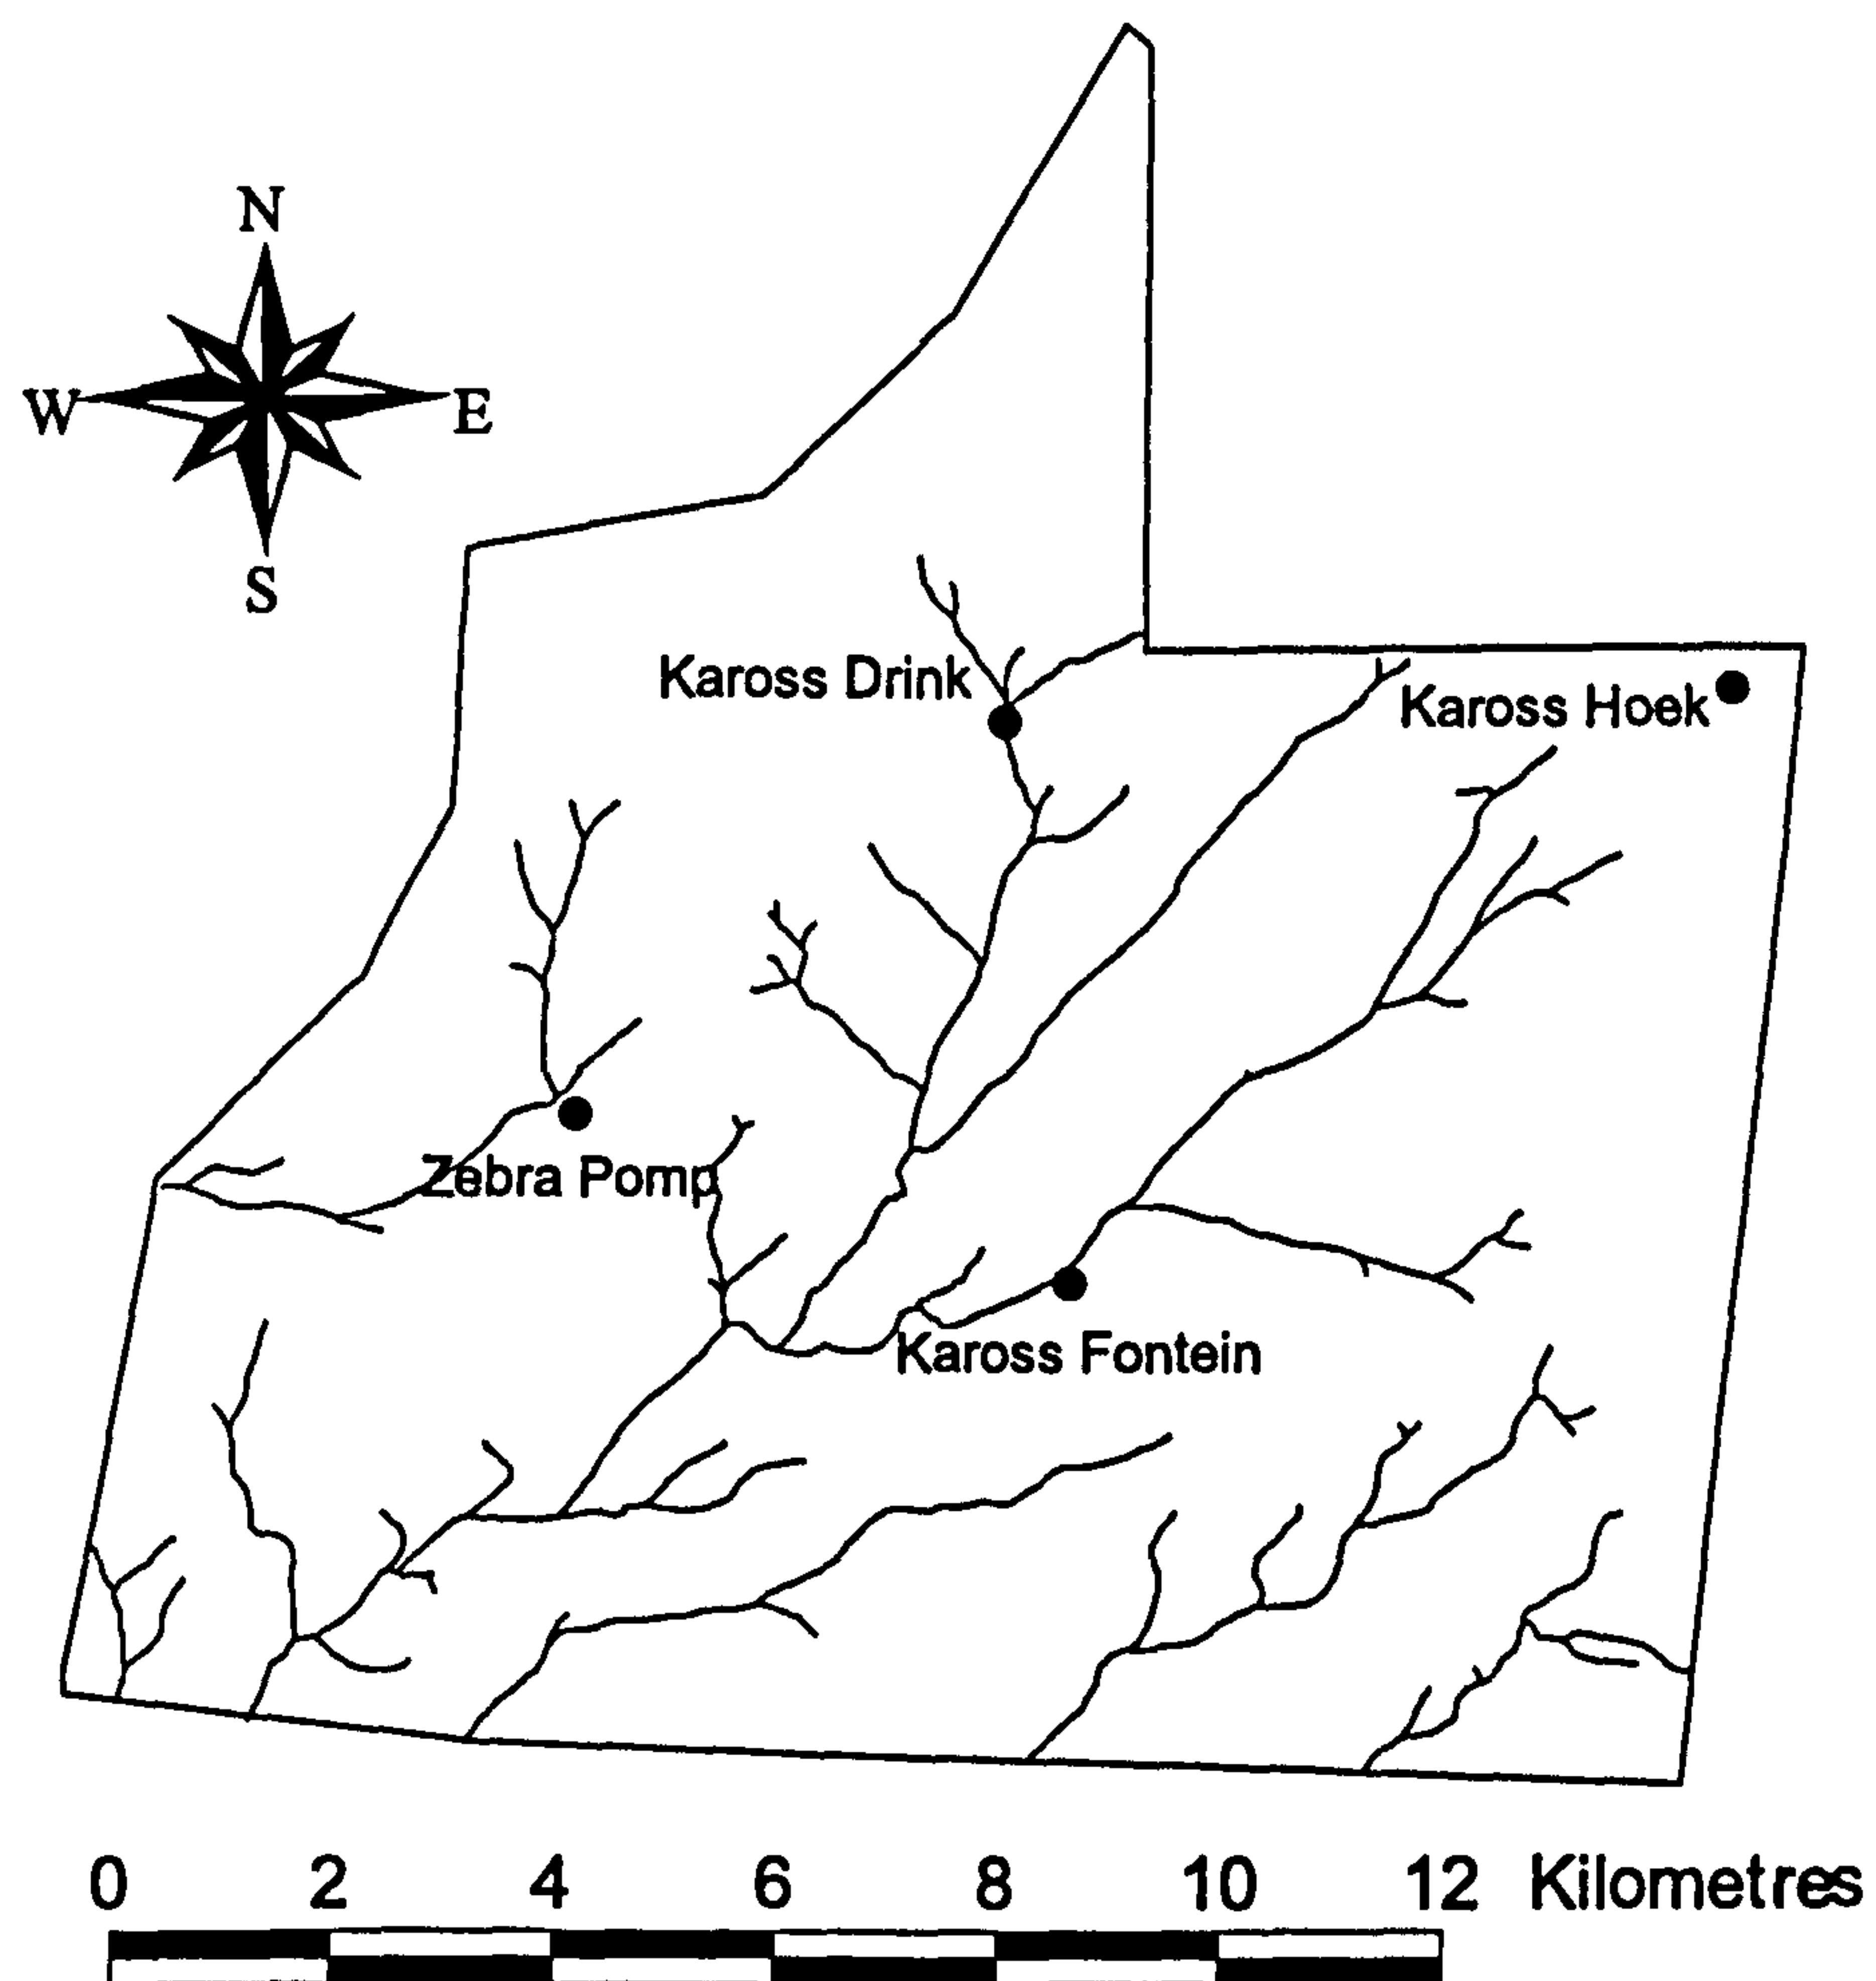 N
W E
S
Kaross Drink
Kaross Hoek
Zebra Pomp
Kaross Fontein
0 2 4 6 8 10 12 Kilometres